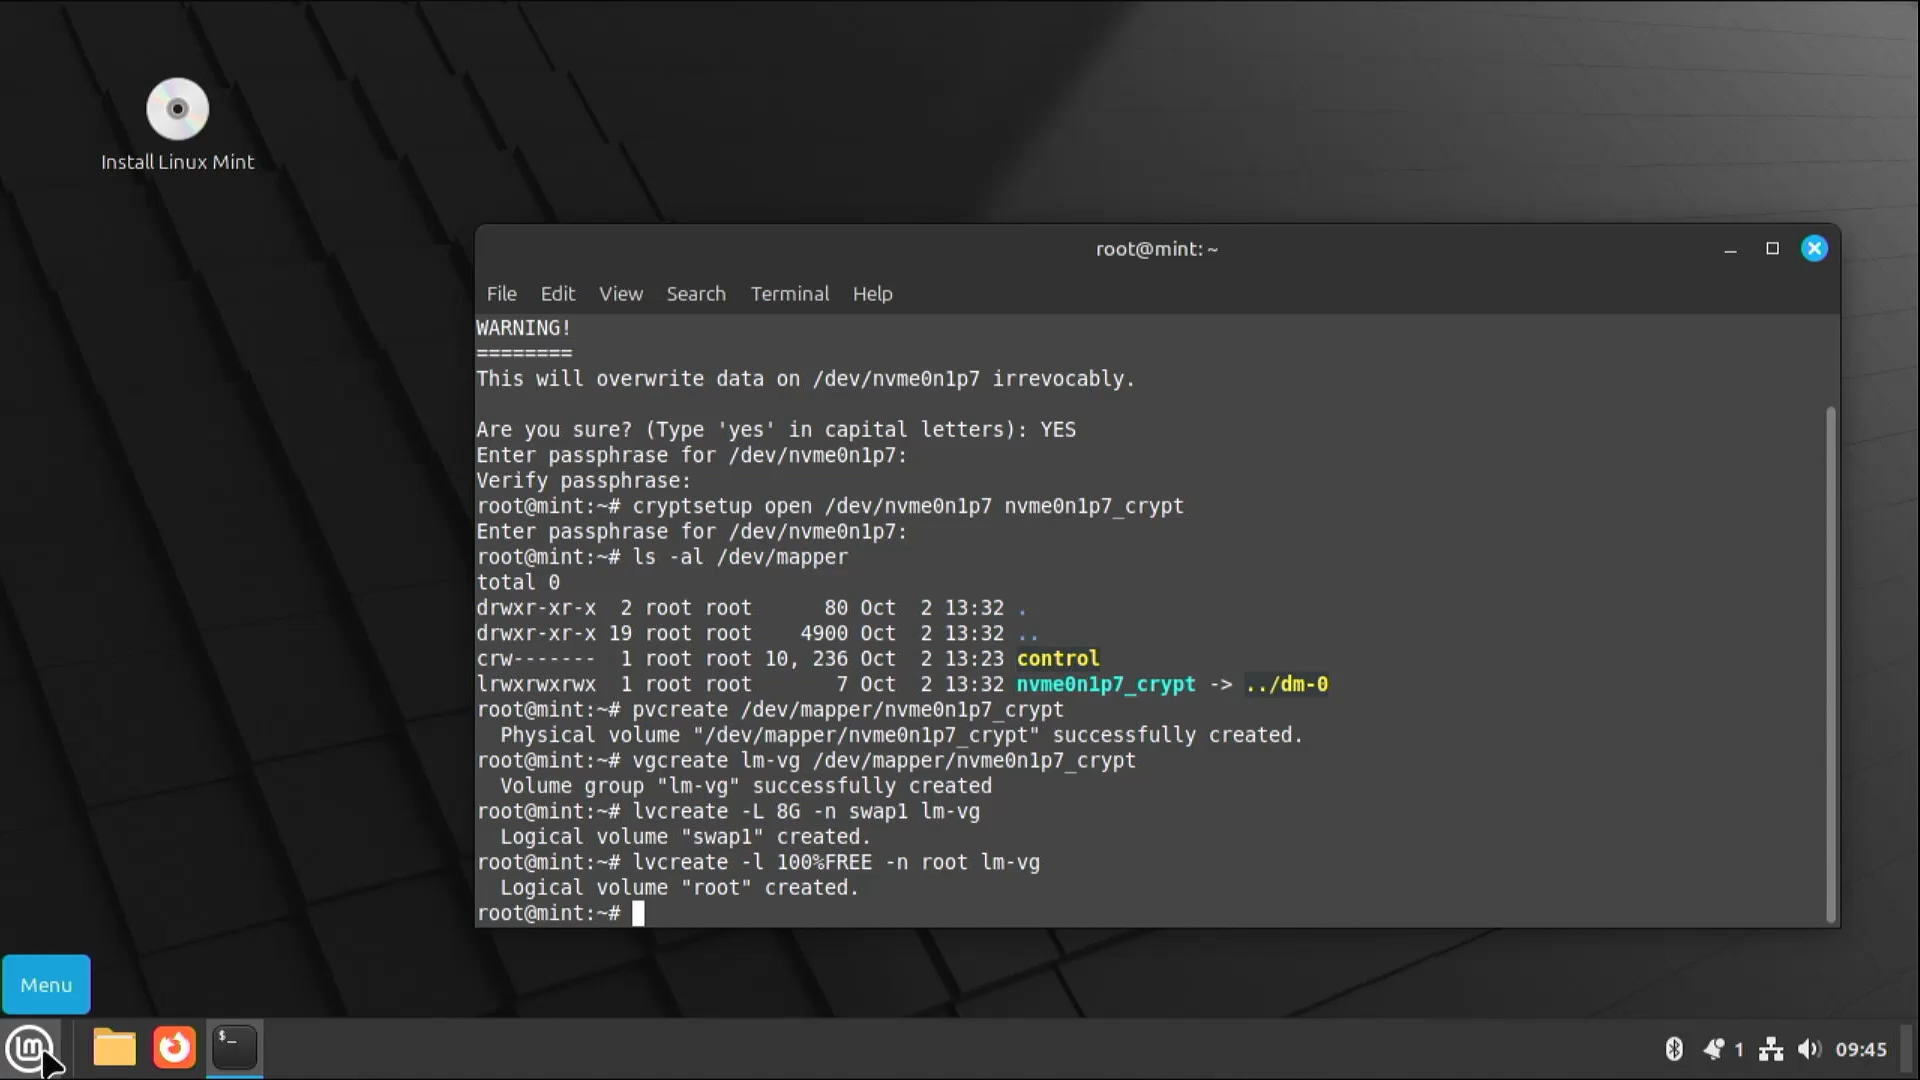 Install Linux Mint
root@mint: ~
File Edit View Search Terminal Help
WARNING!
========
This will overwrite data on /dev/nvme0n1p7 irrevocably.
Are you sure? (Type 'yes' in capital letters): YES
Enter passphrase for /dev/nvme0n1p7:
Verify passphrase:
root@mint:~# cryptsetup open /dev/nvme0n1p7 nvme0n1p7_crypt
Enter passphrase for /dev/nvme0n1p7:
root@mint:~# ls -al /dev/mapper
total 0
drwxr-xr-x  2 root root      80 Oct  2 13:32 .
drwxr-xr-x 19 root root    4900 Oct  2 13:32 ..
crw-------  1 root root 10, 236 Oct  2 13:23 control
lrwxrwxrwx  1 root root       7 Oct  2 13:32 nvme0n1p7_crypt -> ../dm-0
root@mint:~# pvcreate /dev/mapper/nvme0n1p7_crypt
  Physical volume "/dev/mapper/nvme0n1p7_crypt" successfully created.
root@mint:~# vgcreate lm-vg /dev/mapper/nvme0n1p7_crypt
  Volume group "lm-vg" successfully created
root@mint:~# lvcreate -L 8G -n swap1 lm-vg
  Logical volume "swap1" created.
root@mint:~# lvcreate -l 100%FREE -n root lm-vg
  Logical volume "root" created.
root@mint:~#
Menu
lm
$_
1
09:45